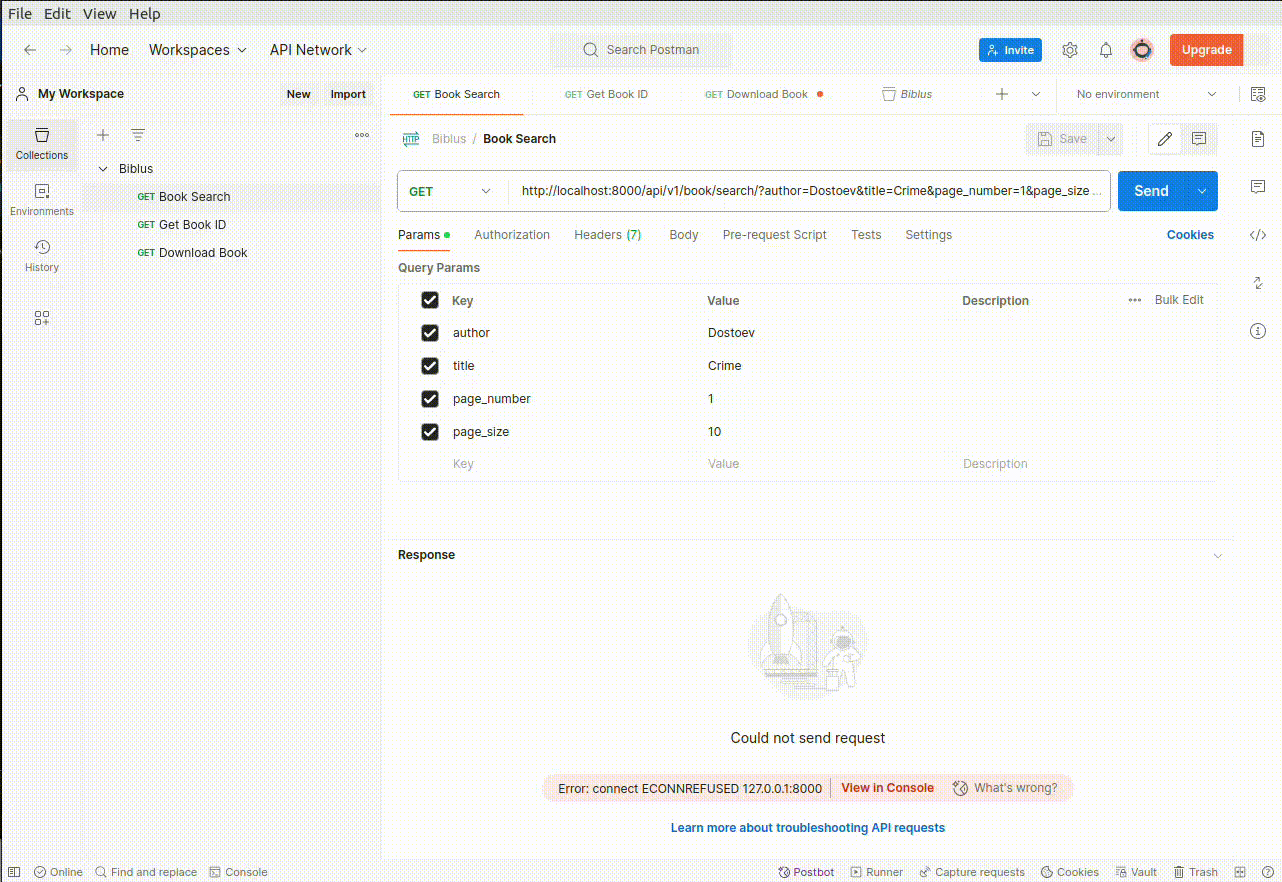 File Edit View Help
Home Workspaces API Network Search Postman Invite Upgrade
My Workspace New Import GET Book Search GET Get Book ID GET Download Book Biblus No environment
Collections
Biblus
Environments
GET Book Search
GET Get Book ID
History
GET Download Book
HTTP Biblus / Book Search Save
GET http://localhost:8000/api/v1/book/search/?author=Dostoev&title=Crime&page_number=1&page_size ... Send
Params Authorization Headers (7) Body Pre-request Script Tests Settings Cookies
Query Params
Key Value Description Bulk Edit
author Dostoev
title Crime
page_number 1
page_size 10
Key Value Description
Response
Could not send request
Error: connect ECONNREFUSED 127.0.0.1:8000 View in Console What's wrong?
Learn more about troubleshooting API requests
Online Find and replace Console Postbot Runner Capture requests Cookies Vault Trash